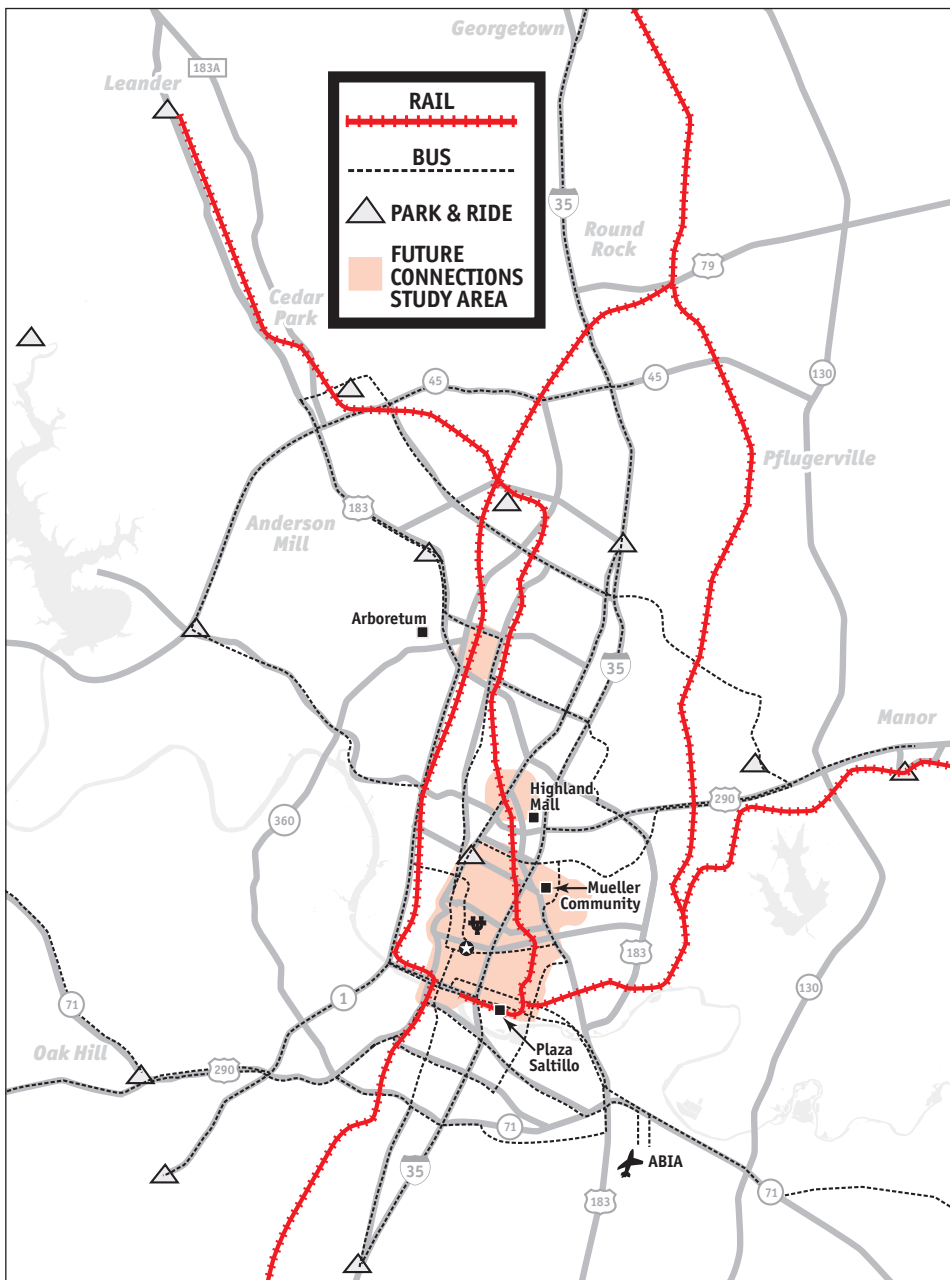 Georgetown
183A
Leander
RAIL
BUS
PARK & RIDE
FUTURE
CONNECTIONS
STUDY AREA
35
Round
Rock
79
Cedar
Park
45
45
130
Pflugerville
183
Anderson
Mill
Arboretum
35
Manor
290
Highland
Mall
360
Mueller
Community
183
130
71
1
Oak Hill
290
Plaza
Saltillo
71
35
ABIA
183
71